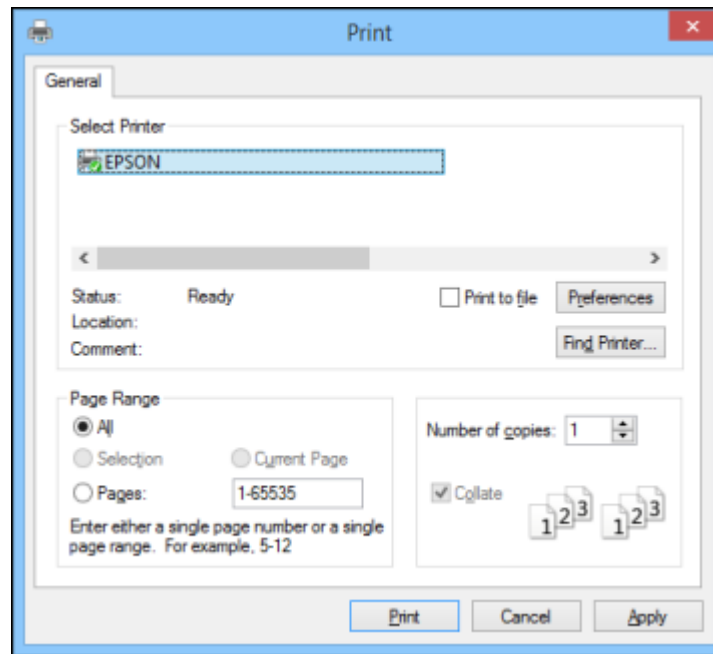 Print
General
Select Printer
EPSON
Status: Ready
Print to file
Preferences
Location:
Comment:
Find Printer...
Page Range
All
Selection
Current Page
Pages: 1-65535
Enter either a single page number or a single
page range. For example, 5-12
Number of copies: 1
Collate
1 2 3 1 2 3
Print Cancel Apply